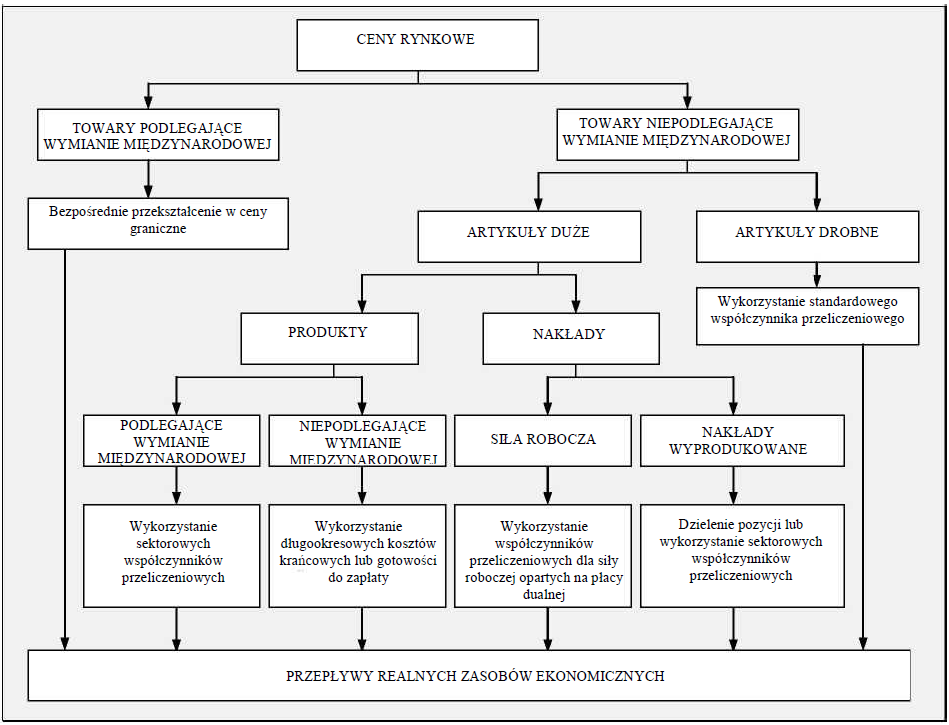 CENY RYNKOWE
TOWARY PODLEGAJĄCE
WYMIANIE MIĘDZYNARODOWEJ
TOWARY NIEPODLEGAJĄCE
WYMIANIE MIĘDZYNARODOWEJ
Bezpośrednie przekształcenie w ceny
graniczne
ARTYKUŁY DUŻE
ARTYKUŁY DROBNE
Wykorzystanie standardowego
współczynnika przeliczeniowego
PRODUKTY
NAKŁADY
PODLEGAJĄCE
WYMIANIE
MIĘDZYNARODOWEJ
NIEPODLEGAJĄCE
WYMIANIE
MIĘDZYNARODOWEJ
SIŁA ROBOCZA
NAKŁADY
WYPRODUKOWANE
Wykorzystanie
sektorowych
współczynników
przeliczeniowych
Wykorzystanie
długookresowych kosztów
krańcowych lub gotowości
do zapłaty
Wykorzystanie
współczynników
przeliczeniowych dla siły
roboczej opartych na płacy
dualnej
Dzielenie pozycji lub
wykorzystanie sektorowych
współczynników
przeliczeniowych
PRZEPŁYWY REALNYCH ZASOBÓW EKONOMICZNYCH